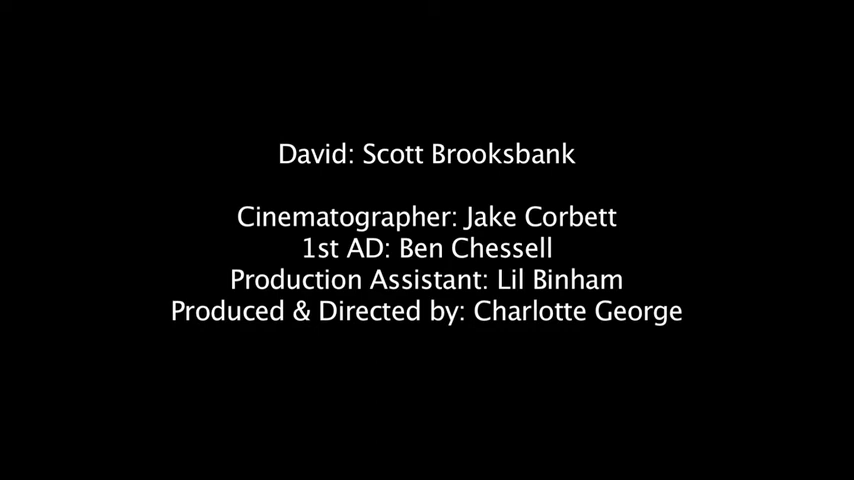 David: Scott Brooksbank
Cinematographer: Jake Corbett
1st AD: Ben Chessell
Production Assistant: Lil Binham
Produced & Directed by: Charlotte George